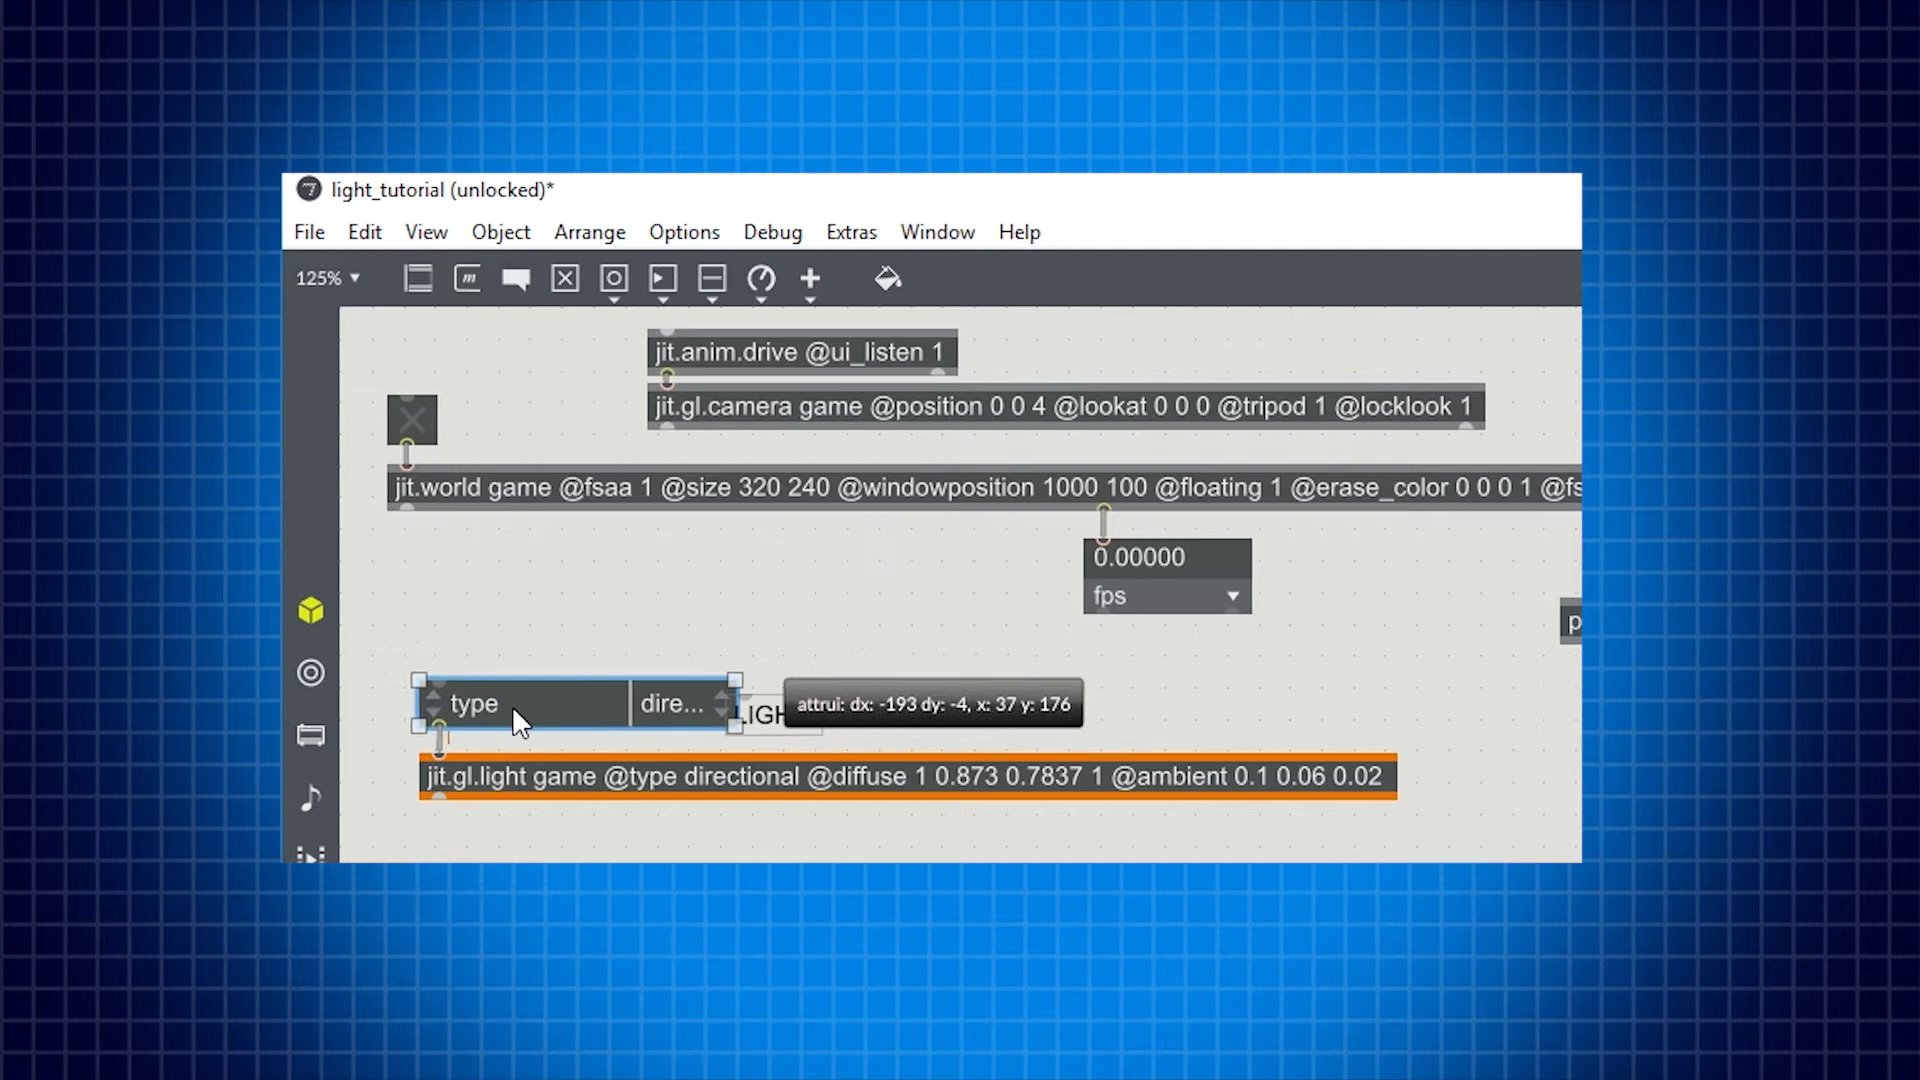 light_tutorial (unlocked)*
File Edit View Object Arrange Options Debug Extras Window Help
125%
jit.anim.drive @ui_listen 1
jit.gl.camera game @position 0 0 4 @lookat 0 0 0 @tripod 1 @locklook 1
jit.world game @fsaa 1 @size 320 240 @windowposition 1000 100 @floating 1 @erase_color 0 0 0 1 @fs
0.00000
fps
p
type dire...
LIGH
attrui: dx: -193 dy: -4, x: 37 y: 176
jit.gl.light game @type directional @diffuse 1 0.873 0.7837 1 @ambient 0.1 0.06 0.02